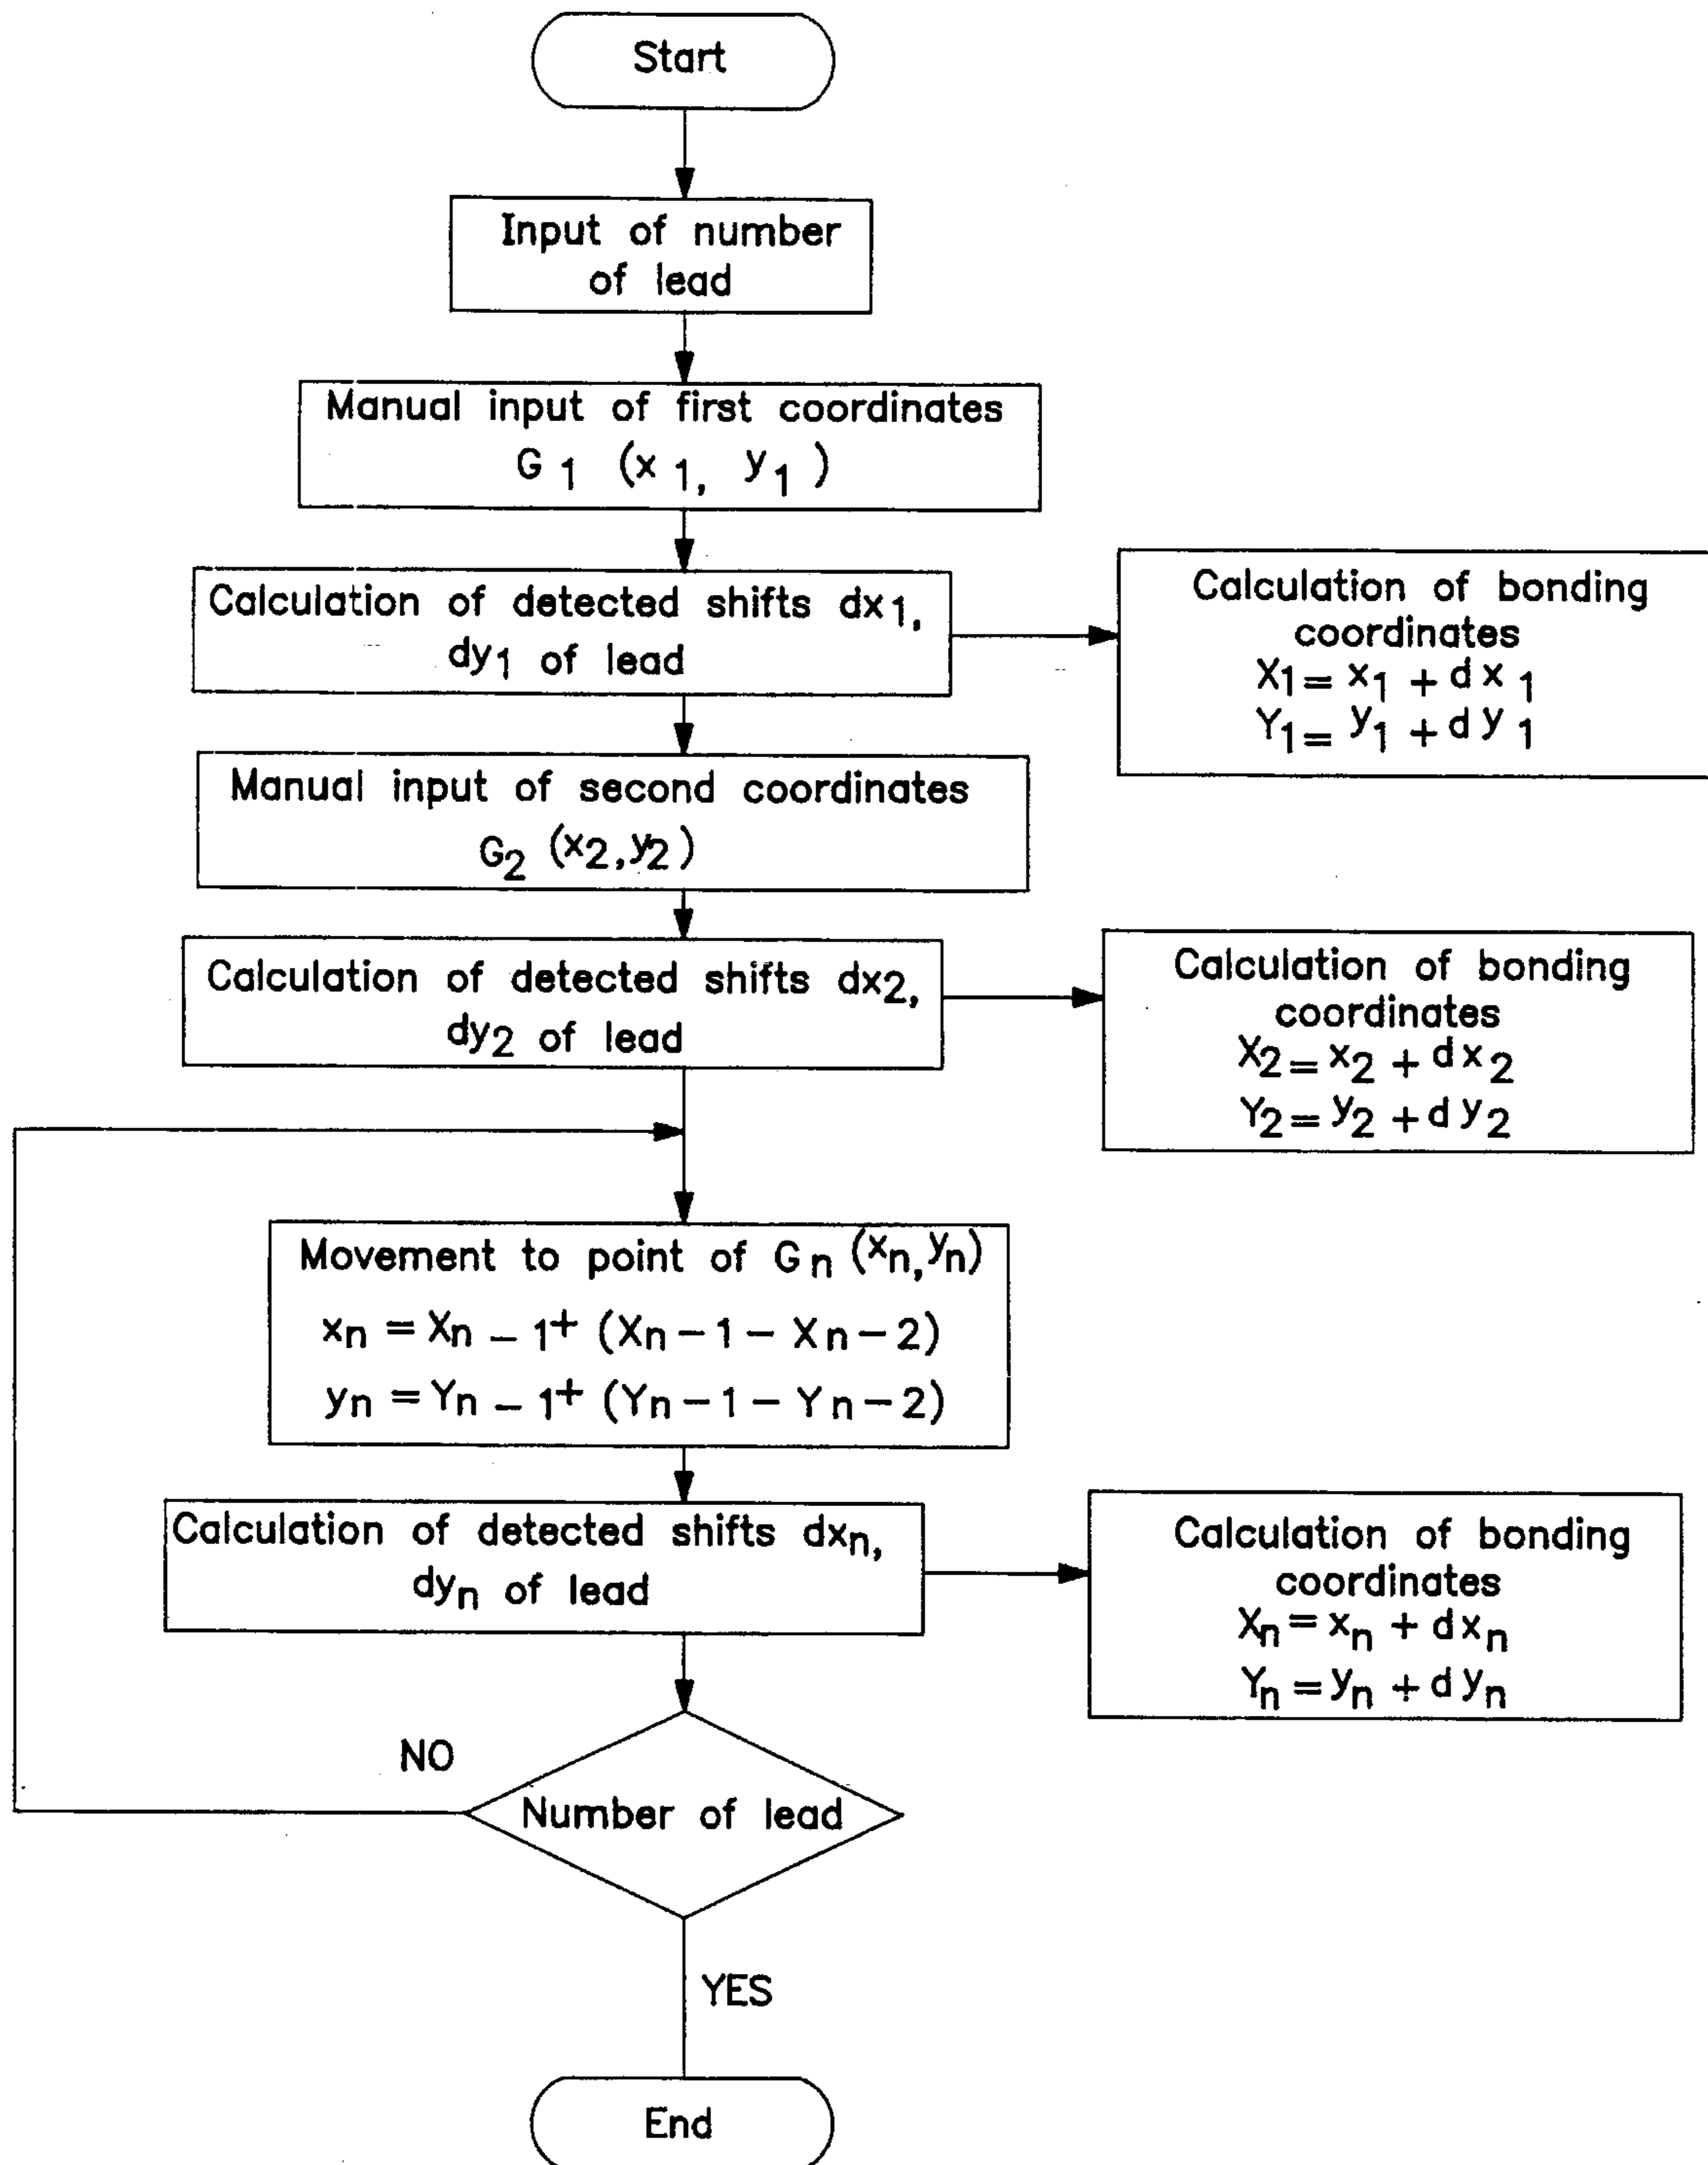 Start
Input of number
of lead
Manual input of first coordinates
G 1 (x 1, y 1 )
Calculation of detected shifts dx1,
dy1 of lead
Calculation of bonding
coordinates
X1= x1 + d x 1
Y1= y1 + d y 1
Manual input of second coordinates
G2 (x2,y2)
Calculation of detected shifts dx2,
dy2 of lead
Calculation of bonding
coordinates
X2= x2 + dx2
Y2= y2 + dy2
Movement to point of Gn (xn,yn)
xn = Xn - 1+ (Xn-1- Xn-2)
yn = Yn - 1+ (Yn-1- Yn-2)
Calculation of detected shifts dxn,
dyn of lead
Calculation of bonding
coordinates
Xn= xn + dxn
Yn= yn + dyn
NO
Number of lead
YES
End